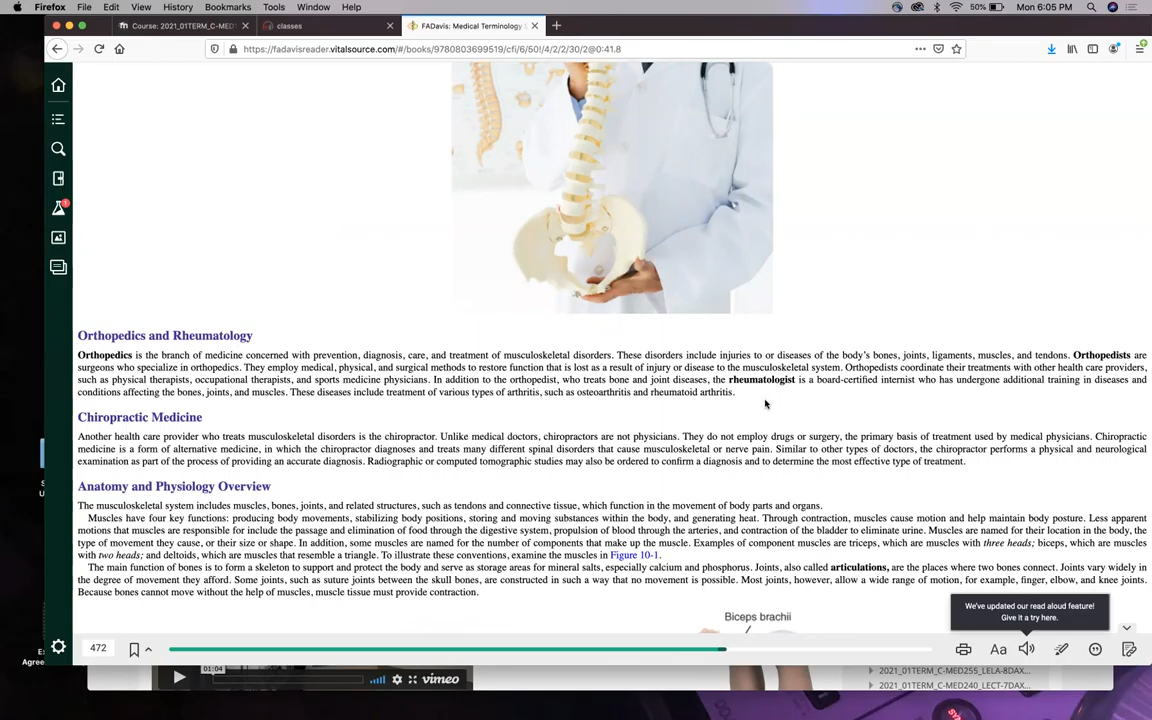 Firefox File Edit View History Bookmarks Tools Window Help 50% Mon 6:05 PM
Course: 2021_01TERM_C-MED classes FADavis: Medical Terminology
https://fadavisreader.vitalsource.com/#/books/9780803699519/cfi/6/50!/4/2/2/30/2@0:41.8
Orthopedics and Rheumatology
Orthopedics is the branch of medicine concerned with prevention, diagnosis, care, and treatment of musculoskeletal disorders. These disorders include injuries to or diseases of the body's bones, joints, ligaments, muscles, and tendons. Orthopedists are
surgeons who specialize in orthopedics. They employ medical, physical, and surgical methods to restore function that is lost as a result of injury or disease to the musculoskeletal system. Orthopedists coordinate their treatments with other health care providers,
such as physical therapists, occupational therapists, and sports medicine physicians. In addition to the orthopedist, who treats bone and joint diseases, the rheumatologist is a board-certified internist who has undergone additional training in diseases and
conditions affecting the bones, joints, and muscles. These diseases include treatment of various types of arthritis, such as osteoarthritis and rheumatoid arthritis.
Chiropractic Medicine
Another health care provider who treats musculoskeletal disorders is the chiropractor. Unlike medical doctors, chiropractors are not physicians. They do not employ drugs or surgery, the primary basis of treatment used by medical physicians. Chiropractic
medicine is a form of alternative medicine, in which the chiropractor diagnoses and treats many different spinal disorders that cause musculoskeletal or nerve pain. Similar to other types of doctors, the chiropractor performs a physical and neurological
examination as part of the process of providing an accurate diagnosis. Radiographic or computed tomographic studies may also be ordered to confirm a diagnosis and to determine the most effective type of treatment.
Anatomy and Physiology Overview
The musculoskeletal system includes muscles, bones, joints, and related structures, such as tendons and connective tissue, which function in the movement of body parts and organs.
Muscles have four key functions: producing body movements, stabilizing body positions, storing and moving substances within the body, and generating heat. Through contraction, muscles cause motion and help maintain body posture. Less apparent
motions that muscles are responsible for include the passage and elimination of food through the digestive system, propulsion of blood through the arteries, and contraction of the bladder to eliminate urine. Muscles are named for their location in the body, the
type of movement they cause, or their size or shape. In addition, some muscles are named for the number of components that make up the muscle. Examples of component muscles are triceps, which are muscles with three heads; biceps, which are muscles
with two heads; and deltoids, which are muscles that resemble a triangle. To illustrate these conventions, examine the muscles in Figure 10-1.
The main function of bones is to form a skeleton to support and protect the body and serve as storage areas for mineral salts, especially calcium and phosphorus. Joints, also called articulations, are the places where two bones connect. Joints vary widely in
the degree of movement they afford. Some joints, such as suture joints between the skull bones, are constructed in such a way that no movement is possible. Most joints, however, allow a wide range of motion, for example, finger, elbow, and knee joints.
Because bones cannot move without the help of muscles, muscle tissue must provide contraction.
We've updated our read aloud feature!
Give it a try here.
Biceps brachii
472
Aa
Agree
01:04
vimeo
2021_01TERM_C-MED255_LELA-8DAX...
2021_01TERM_C-MED240_LECT-7DAX...